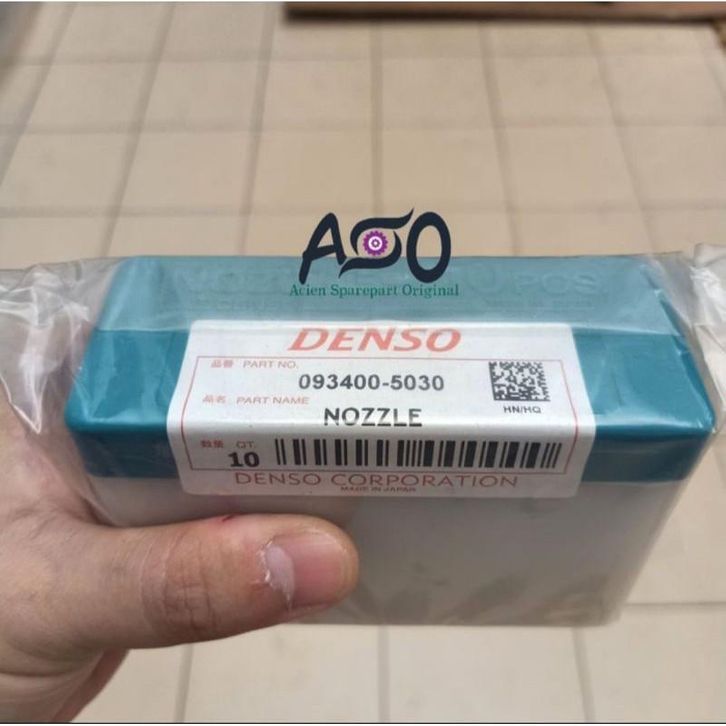 ASO
Acien Sparepart Original
PCS
DENSO
品番 PART NO.
093400-5030
品名 PART NAME
NOZZLE
HN/HQ
数量 QT.
10
DENSO CORPORATION
MADE IN JAPAN